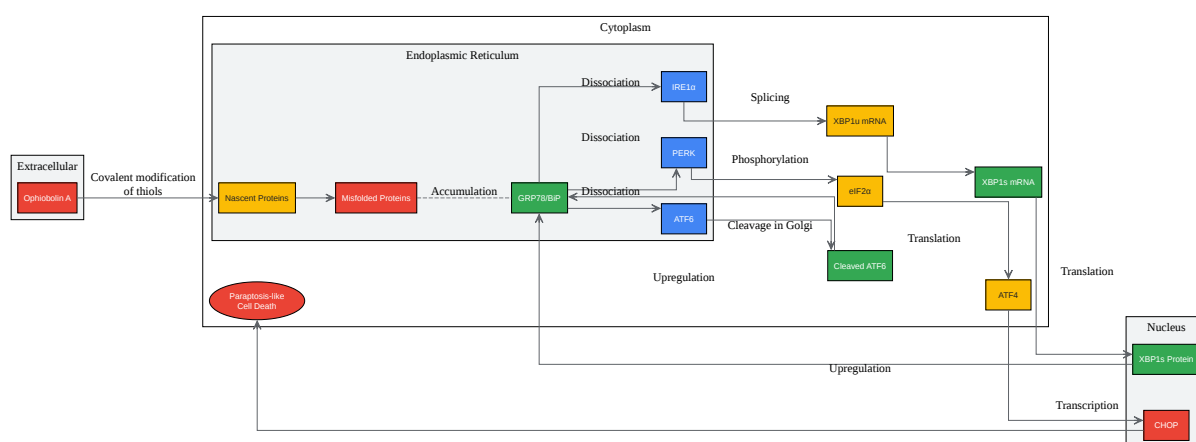 Cytoplasm
Endoplasmic Reticulum
Dissociation
IRE1α
Splicing
XBP1u mRNA
Dissociation
PERK
Phosphorylation
Extracellular
Ophiobolin A
Covalent modification
of thiols
Nascent Proteins
Misfolded Proteins
Accumulation
GRP78/BiP
Dissociation
eIF2α
XBP1s mRNA
ATF6
Cleavage in Golgi
Translation
Cleaved ATF6
Upregulation
Translation
Paraptosis-like
Cell Death
ATF4
Nucleus
XBP1s Protein
Upregulation
Transcription
CHOP